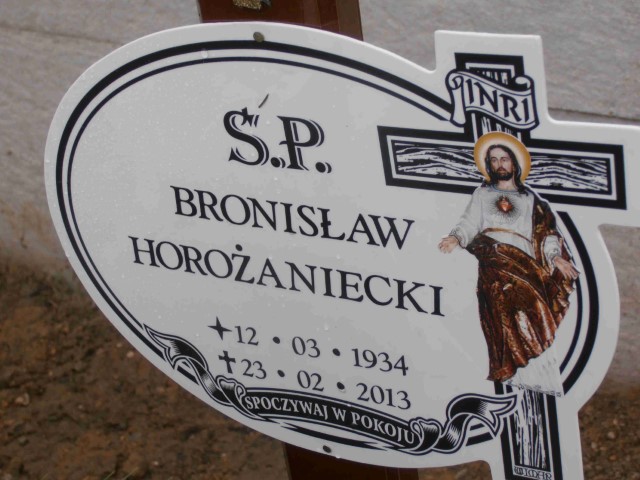 INRI
Ś.P.
BRONISŁAW
HOROŻANIECKI
12 • 03 • 1934
✝23 • 02 • 2013
SPOCZYWAJ W POKOJU